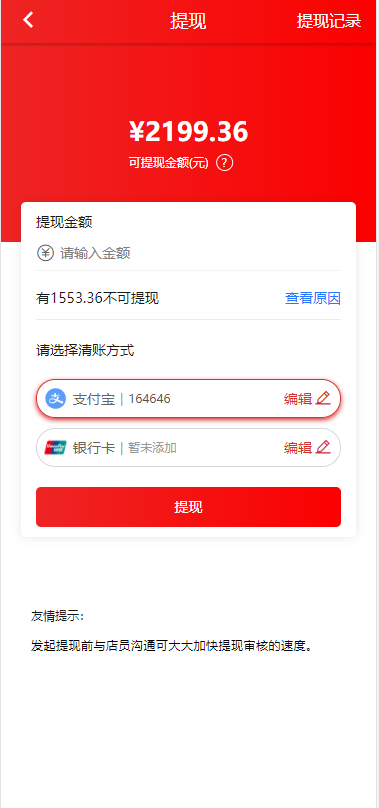 提现
提现记录
¥2199.36
可提现金额(元) ?
提现金额
请输入金额
有1553.36不可提现
查看原因
请选择清账方式
支付宝 | 164646
编辑
银行卡 | 暂未添加
编辑
提现
友情提示:
发起提现前与店员沟通可大大加快提现审核的速度。